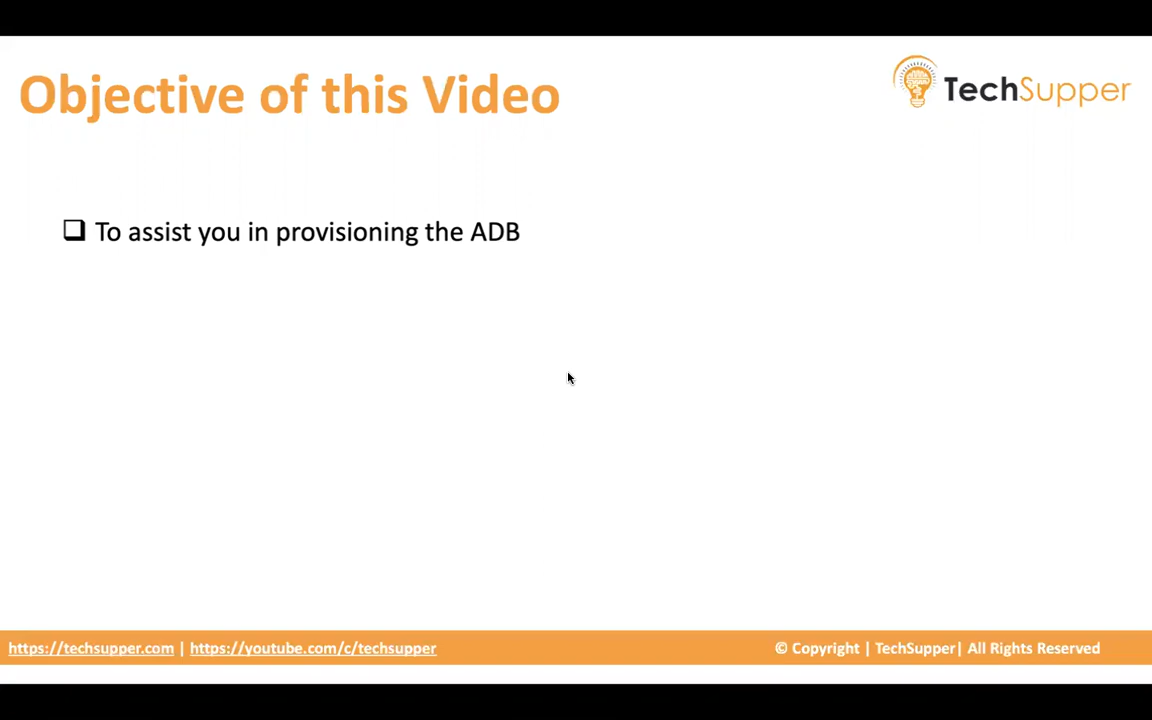 Objective of this Video
TechSupper
❑ To assist you in provisioning the ADB
https://techsupper.com | https://youtube.com/c/techsupper
© Copyright | TechSupper| All Rights Reserved